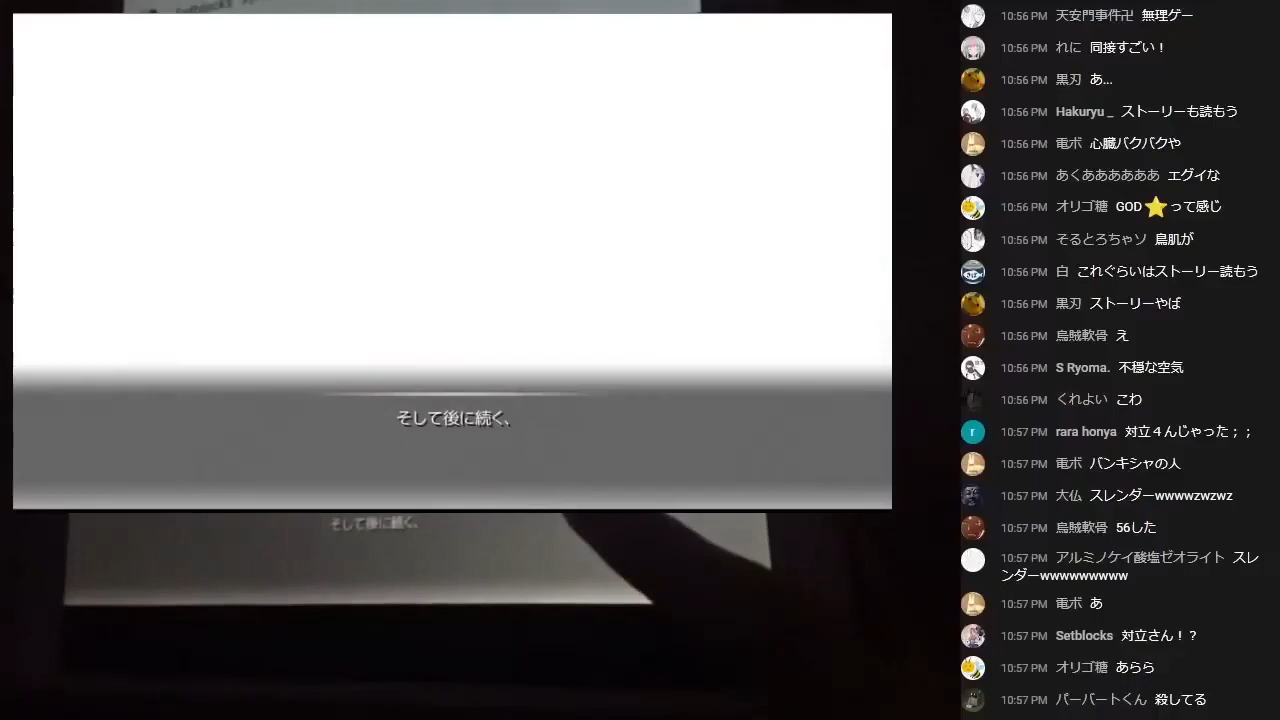 そして後に続く、
そして後に続く、
10:56 PM 天安門事件卍 無理ゲー
10:56 PM れに 同接すごい！
10:56 PM 黒刃 あ...
10:56 PM Hakuryu _ ストーリーも読もう
10:56 PM 電ボ 心臓バクバクや
10:56 PM あくああああああ エグイな
10:56 PM オリゴ糖 GOD⭐って感じ
10:56 PM そるとろちゃソ 鳥肌が
10:56 PM 白 これぐらいはストーリー読もう
10:56 PM 黒刃 ストーリーやば
10:56 PM 烏賊軟骨 え
10:56 PM S Ryoma. 不穏な空気
10:56 PM くれよい こわ
r
10:57 PM rara honya 対立４んじゃった；；
10:57 PM 電ボ バンキシャの人
10:57 PM 大仏 スレンダーwwwwzwzwz
10:57 PM 烏賊軟骨 56した
10:57 PM アルミノケイ酸塩ゼオライト スレ
ンダーwwwwwwwww
10:57 PM 電ボ あ
10:57 PM Setblocks 対立さん！？
10:57 PM オリゴ糖 あらら
10:57 PM パーバートくん 殺してる